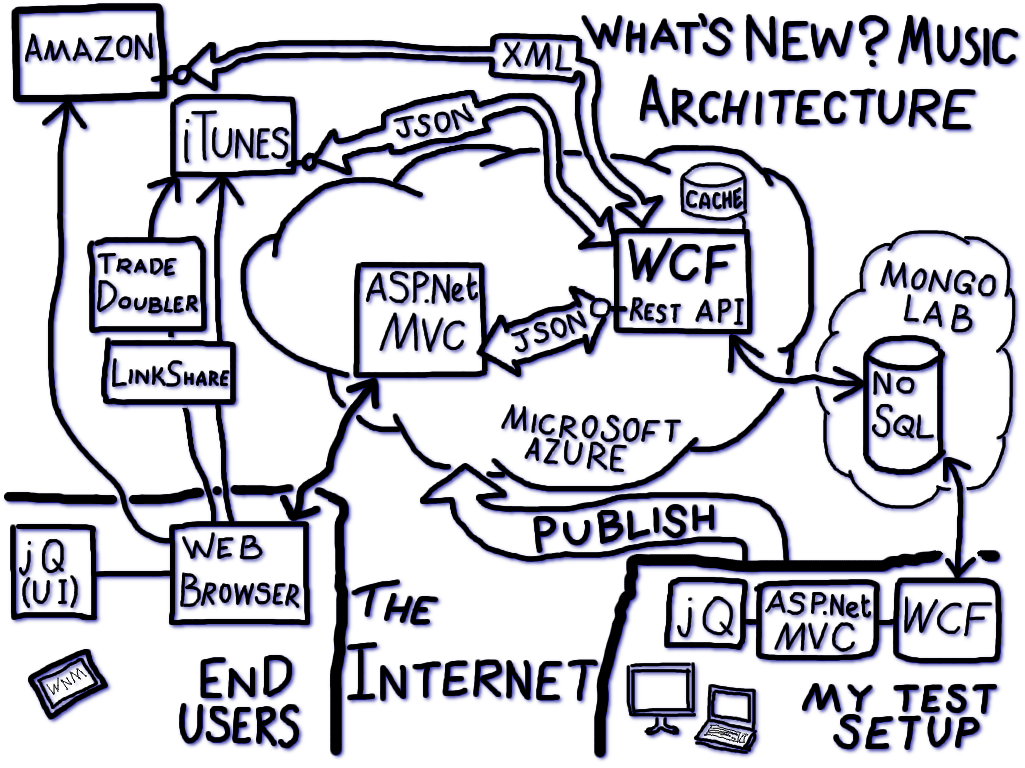 WHAT'S NEW? MUSIC
ARCHITECTURE
AMAZON
XML
iTUNES
JSON
CACHE
WCF
REST API
ASP.Net
MVC
JSON
TRADE
DOUBLER
LINKSHARE
MONGO
LAB
NO
SQL
MICROSOFT
AZURE
PUBLISH
jQ
(UI)
WEB
BROWSER
THE
INTERNET
jQ
ASP.Net
MVC
WCF
WNM!
END
USERS
MY TEST
SETUP